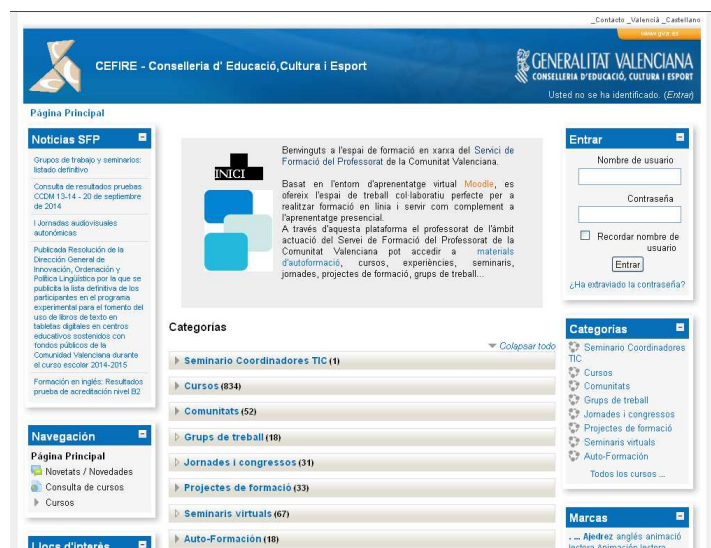 _Contacto _Valencià _Castellano
www.gva.es
CEFIRE - Conselleria d' Educació,Cultura i Esport
GENERALITAT VALENCIANA
CONSELLERIA D'EDUCACIÓ, CULTURA I ESPORT
Usted no se ha identificado. (Entrar)
Página Principal
Noticias SFP
Grupos de trabajo y seminarios:
listado definitivo
Consulta de resultados pruebas
CCDM 13-14 - 20 de septiembre
de 2014
I Jornadas audiovisuales
autonómicas
Publicada Resolución de la
Dirección General de
Innovación, Ordenación y
Política Lingüística por la que se
publicita la lista definitiva de los
participantes en el programa
experimental para el fomento del
uso de libros de texto en
tabletas digitales en centros
educativos sostenidos con
fondos públicos de la
Comunidad Valenciana durante
el curso escolar 2014-2015
Formación en inglés: Resultados
prueba de acreditación nivel B2
Navegación
Página Principal
Novetats / Novedades
Consulta de cursos
Cursos
Llocs d'interés
INICI
Benvinguts a l'espai de formació en xarxa del Servici de
Formació del Professorat de la Comunitat Valenciana.
Basat en l'entorn d'aprenentatge virtual Moodle, es
ofereix l'espai de treball col·laboratiu perfecte per a
realitzar formació en línia i servir com complement a
l'aprenentatge presencial.
A través d'aquesta plataforma el professorat de l'àmbit
actuació del Servei de Formació del Professorat de la
Comunitat Valenciana pot accedir a materials
d'autoformació, cursos, experiències, seminaris,
jornades, projectes de formació, grups de treball...
Categorías
Colapsar todo
Seminario Coordinadores TIC (1)
Cursos (834)
Comunitats (52)
Grups de treball (18)
Jornades i congressos (31)
Projectes de formació (33)
Seminaris virtuals (67)
Auto-Formación (18)
Entrar
Nombre de usuario
Contraseña
Recordar nombre de
usuario
Entrar
¿Ha extraviado la contraseña?
Categorías
Seminario Coordinadores
TIC
Cursos
Comunitats
Grups de treball
Jornades i congressos
Projectes de formació
Seminaris virtuals
Auto-Formación
Todos los cursos ...
Marcas
. ... Ajedrez anglés animació
lectora Animación lectora